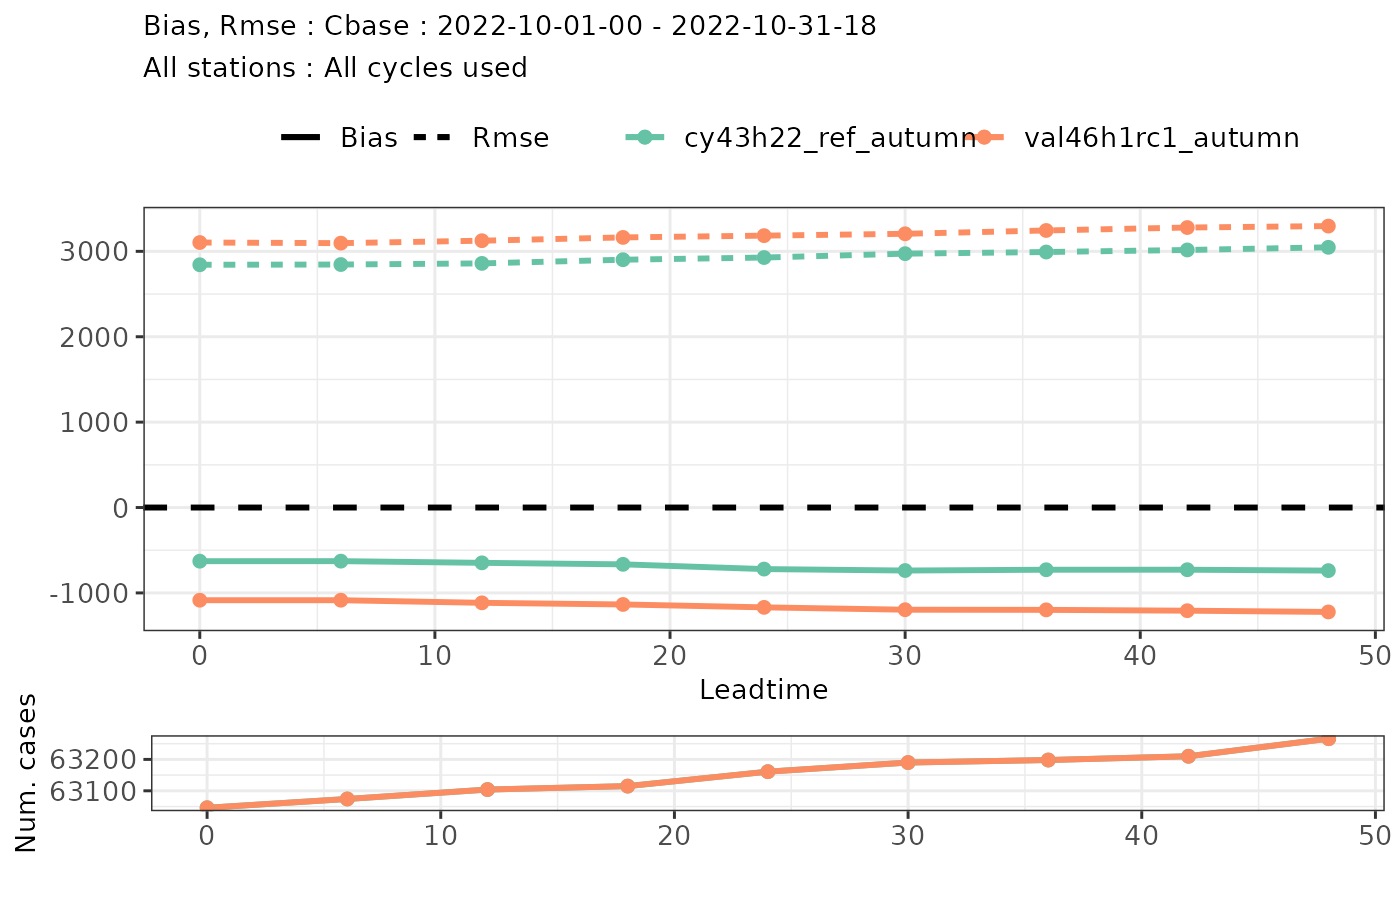 Bias, Rmse : Cbase : 2022-10-01-00 - 2022-10-31-18
All stations : All cycles used
Bias Rmse cy43h22_ref_autumn val46h1rc1_autumn
3000
2000
1000
0
-1000
0 10 20 30 40 50
Leadtime
Num. cases
63200
63100
0 10 20 30 40 50